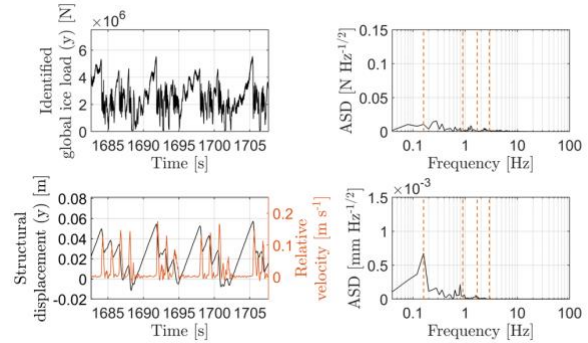 ×10⁶
Identified
global ice load (y) [N]
6
4
2
0
1685 1690 1695 1700 1705
Time [s]
ASD [N Hz⁻¹ᐟ²]
0.15
0.1
0.05
0
0.1 1 10 100
Frequency [Hz]
Structural
displacement (y) [m]
0.08
0.06
0.04
0.02
0
-0.02
1685 1690 1695 1700 1705
Time [s]
0.2
0.1
0
Relative
velocity [m s⁻¹]
×10⁻³
ASD [mm Hz⁻¹ᐟ²]
1.5
1
0.5
0
0.1 1 10 100
Frequency [Hz]